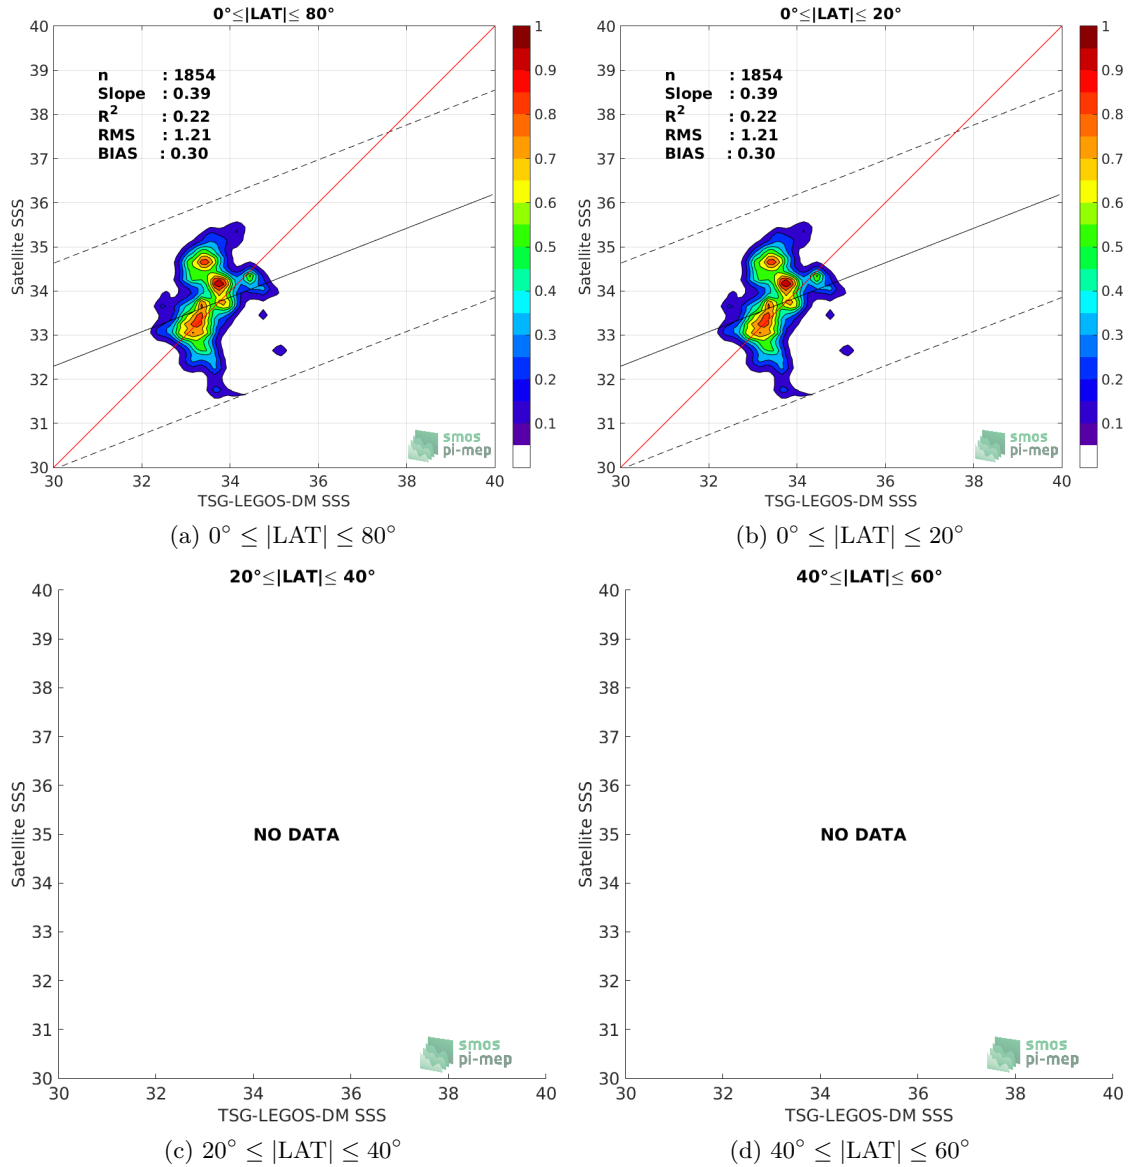 0°≤|LAT|≤ 80°
40
39
38
37
36
35
34
33
32
31
30
Satellite SSS
n : 1854
Slope : 0.39
R² : 0.22
RMS : 1.21
BIAS : 0.30
smos
pi-mep
30 32 34 36 38 40
TSG-LEGOS-DM SSS
1
0.9
0.8
0.7
0.6
0.5
0.4
0.3
0.2
0.1
(a) 0° ≤ |LAT| ≤ 80°
0°≤|LAT|≤ 20°
40
39
38
37
36
35
34
33
32
31
30
Satellite SSS
n : 1854
Slope : 0.39
R² : 0.22
RMS : 1.21
BIAS : 0.30
smos
pi-mep
30 32 34 36 38 40
TSG-LEGOS-DM SSS
1
0.9
0.8
0.7
0.6
0.5
0.4
0.3
0.2
0.1
(b) 0° ≤ |LAT| ≤ 20°
20°≤|LAT|≤ 40°
40
39
38
37
36
35
34
33
32
31
30
Satellite SSS
NO DATA
smos
pi-mep
30 32 34 36 38 40
TSG-LEGOS-DM SSS
(c) 20° ≤ |LAT| ≤ 40°
40°≤|LAT|≤ 60°
40
39
38
37
36
35
34
33
32
31
30
Satellite SSS
NO DATA
smos
pi-mep
30 32 34 36 38 40
TSG-LEGOS-DM SSS
(d) 40° ≤ |LAT| ≤ 60°